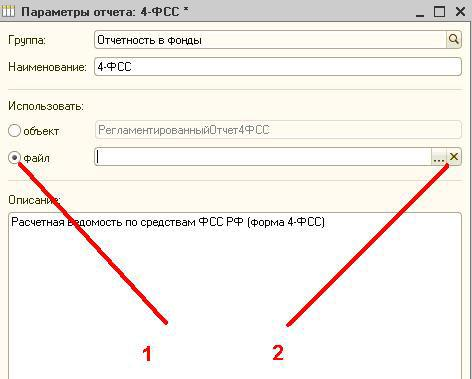 Параметры отчета: 4-ФСС *
Группа: Отчетность в фонды
Наименование: 4-ФСС
Использовать:
объект РегламентированныйОтчет4ФСС
файл
Описание:
Расчетная ведомость по средствам ФСС РФ (форма 4-ФСС)
1 2